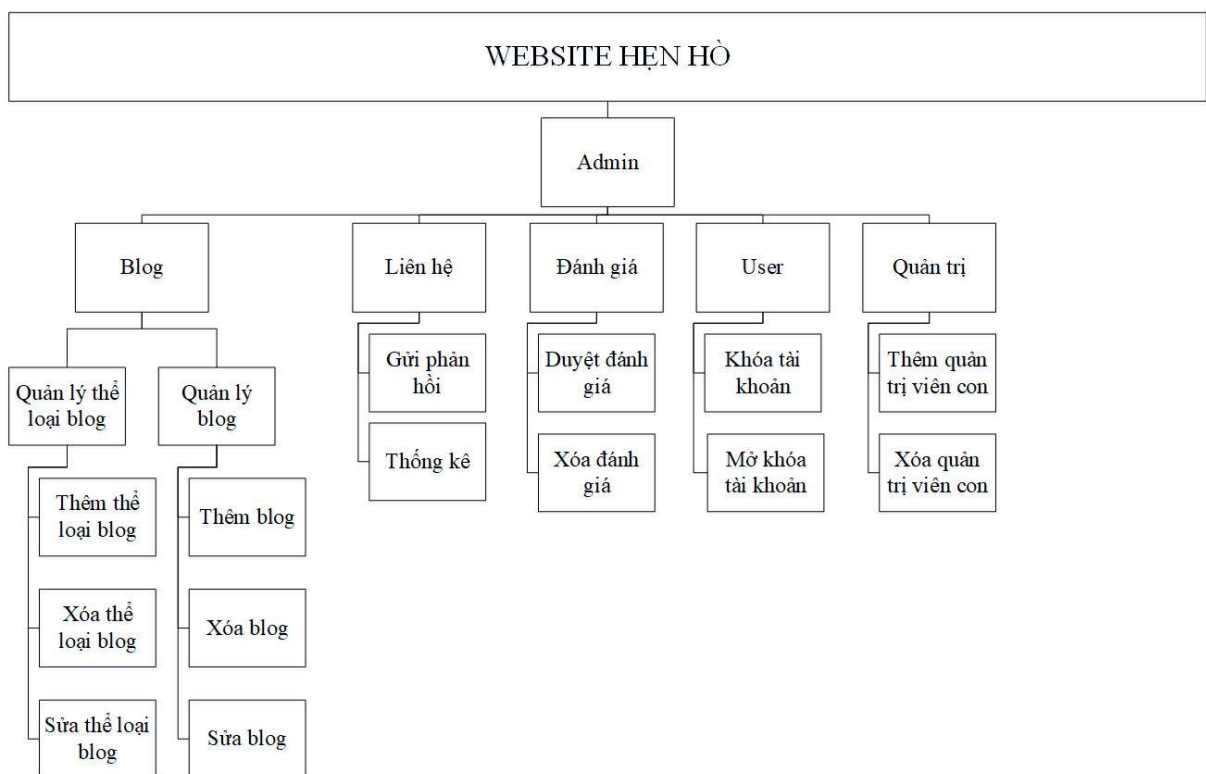 WEBSITE HẸN HÒ
Admin
Blog
Liên hệ
Đánh giá
User
Quản trị
Quản lý thể
loại blog
Quản lý
blog
Gửi phản
hồi
Duyệt đánh
giá
Khóa tài
khoản
Thêm quản
trị viên con
Thống kê
Xóa đánh
giá
Mở khóa
tài khoản
Xóa quản
trị viên con
Thêm thể
loại blog
Thêm blog
Xóa thể
loại blog
Xóa blog
Sửa thể loại
blog
Sửa blog